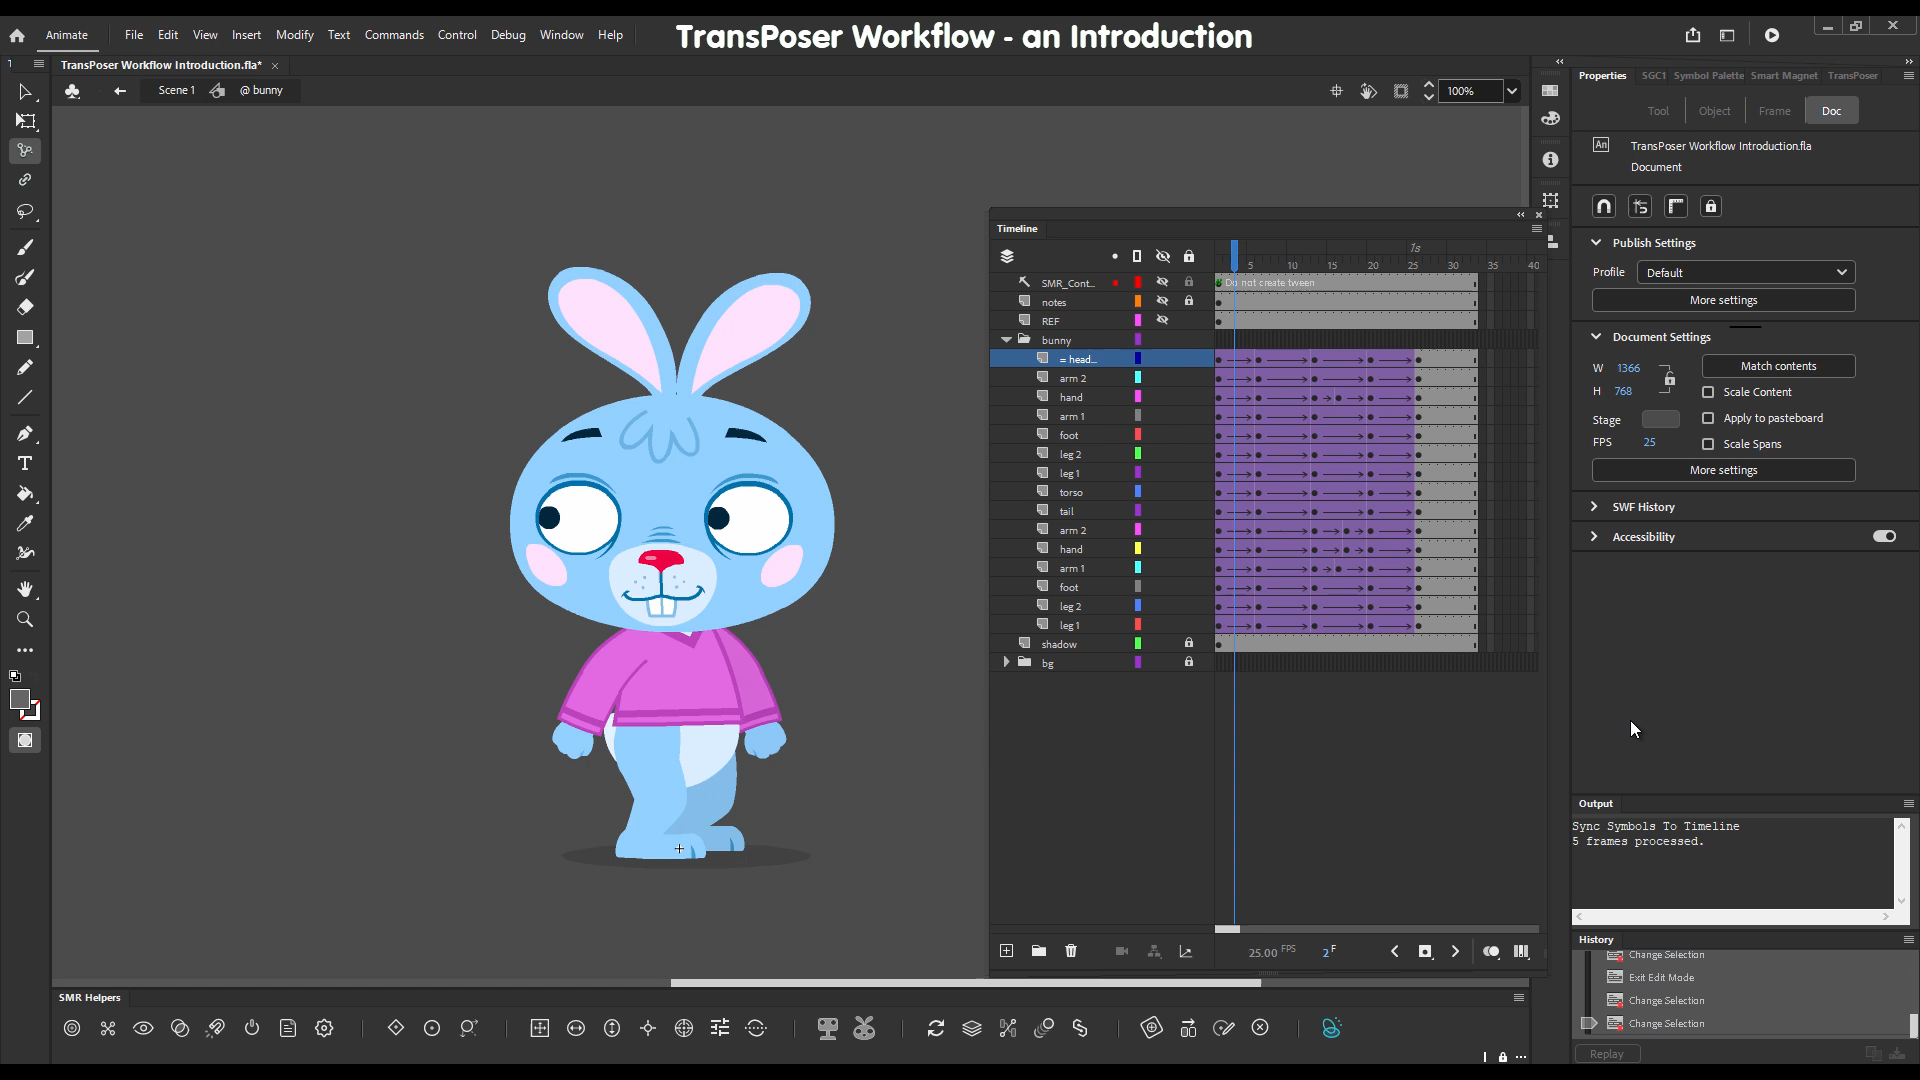 TransPoser Workflow - an Introduction
Animate File Edit View Insert Modify Text Commands Control Debug Window Help
TransPoser Workflow Introduction.fla*
Scene 1 @ bunny 100%
Properties SGC1 Symbol Palette Smart Magnet TransPoser
Tool Object Frame Doc
An TransPoser Workflow Introduction.fla
Document
Publish Settings
Profile Default
More settings
Document Settings
W 1366 Match contents
H 768 Scale Content
Stage Apply to pasteboard
FPS 25 Scale Spans
More settings
SWF History
Accessibility
Timeline
1s
5 10 15 20 25 30 35 40
SMR_Cont... Do not create tween
notes
REF
bunny
= head...
arm 2
hand
arm 1
foot
leg 2
leg 1
torso
tail
arm 2
hand
arm 1
foot
leg 2
leg 1
shadow
bg
25.00 FPS 2 F
Output
Sync Symbols To Timeline
5 frames processed.
History
Change Selection
Exit Edit Mode
Change Selection
Change Selection
Replay
SMR Helpers